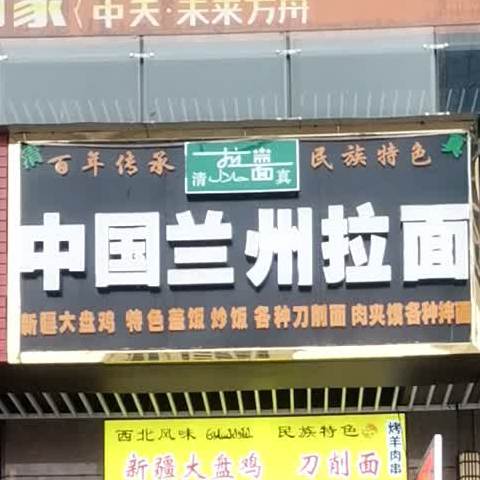 家〈中天·未来方舟
百年传承
清真
民族特色
中国兰州拉面
新疆大盘鸡 特色盖饭 炒饭 各种刀削面 肉夹馍各种拌面
西北风味
民族特色
新疆大盘鸡 刀削面
烤羊肉串